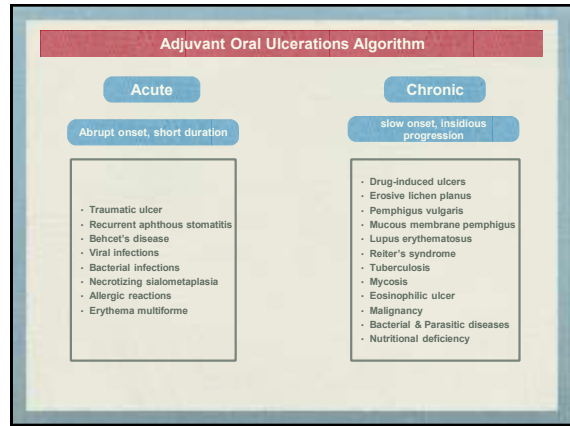 Adjuvant Oral Ulcerations Algorithm
Acute
Abrupt onset, short duration
· Traumatic ulcer
· Recurrent aphthous stomatitis
· Behcet's disease
· Viral infections
· Bacterial infections
· Necrotizing sialometaplasia
· Allergic reactions
· Erythema multiforme
Chronic
slow onset, insidious
progression
· Drug-induced ulcers
· Erosive lichen planus
· Pemphigus vulgaris
· Mucous membrane pemphigus
· Lupus erythematosus
· Reiter's syndrome
· Tuberculosis
· Mycosis
· Eosinophilic ulcer
· Malignancy
· Bacterial & Parasitic diseases
· Nutritional deficiency